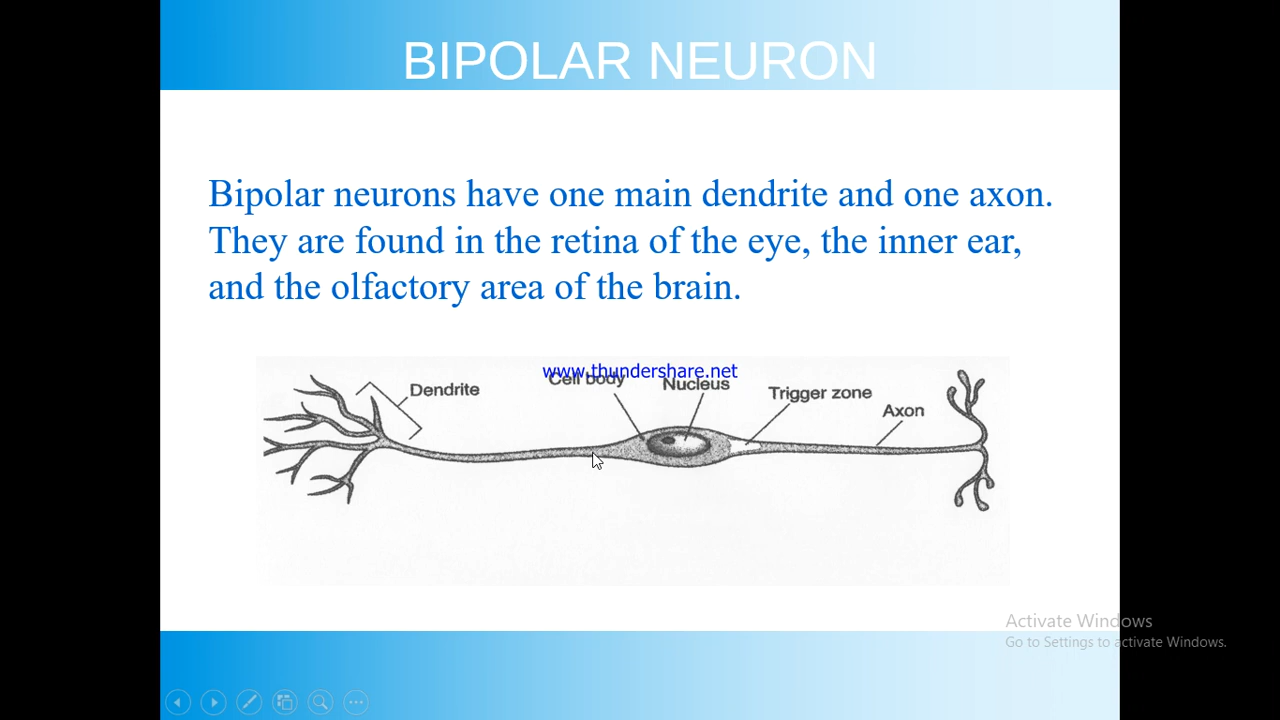 BIPOLAR NEURON
Bipolar neurons have one main dendrite and one axon.
They are found in the retina of the eye, the inner ear,
and the olfactory area of the brain.
www.thundershare.net
Dendrite
Cell body
Nucleus
Trigger zone
Axon
Activate Windows
Go to Settings to activate Windows.